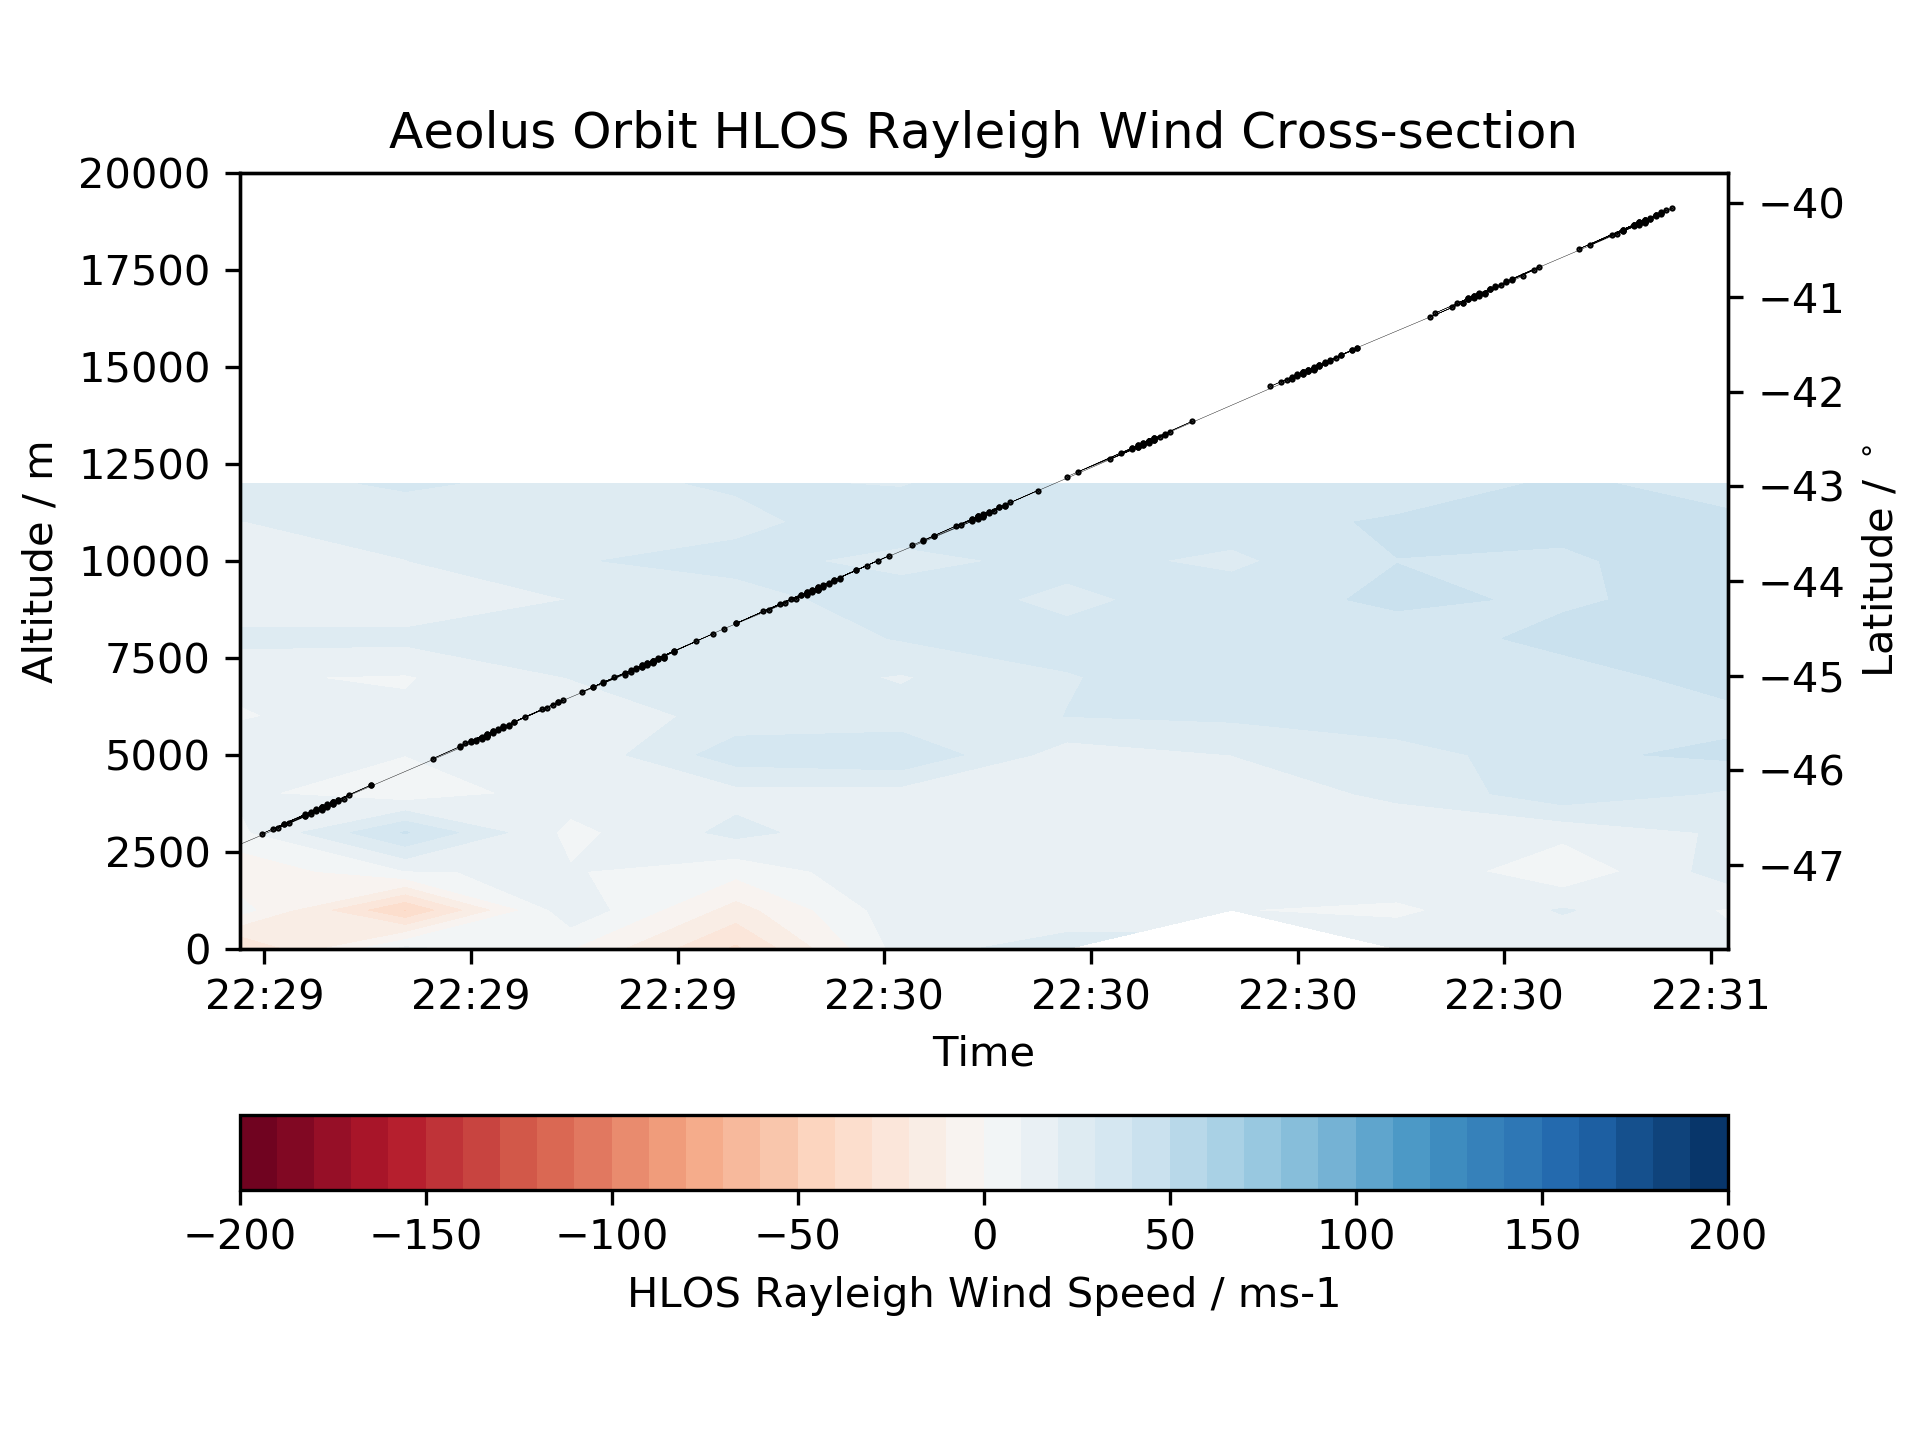 Aeolus Orbit HLOS Rayleigh Wind Cross-section
20000
17500
15000
12500
10000
7500
5000
2500
0
Altitude / m
−40
−41
−42
−43
−44
−45
−46
−47
Latitude / °
22:29 22:29 22:29 22:30 22:30 22:30 22:30 22:31
Time
−200 −150 −100 −50 0 50 100 150 200
HLOS Rayleigh Wind Speed / ms-1